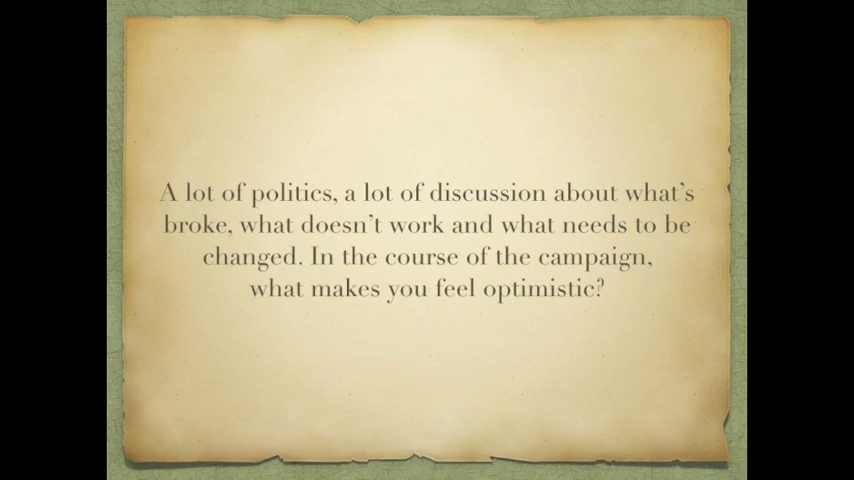 A lot of politics, a lot of discussion about what's
broke, what doesn't work and what needs to be
changed. In the course of the campaign,
what makes you feel optimistic?